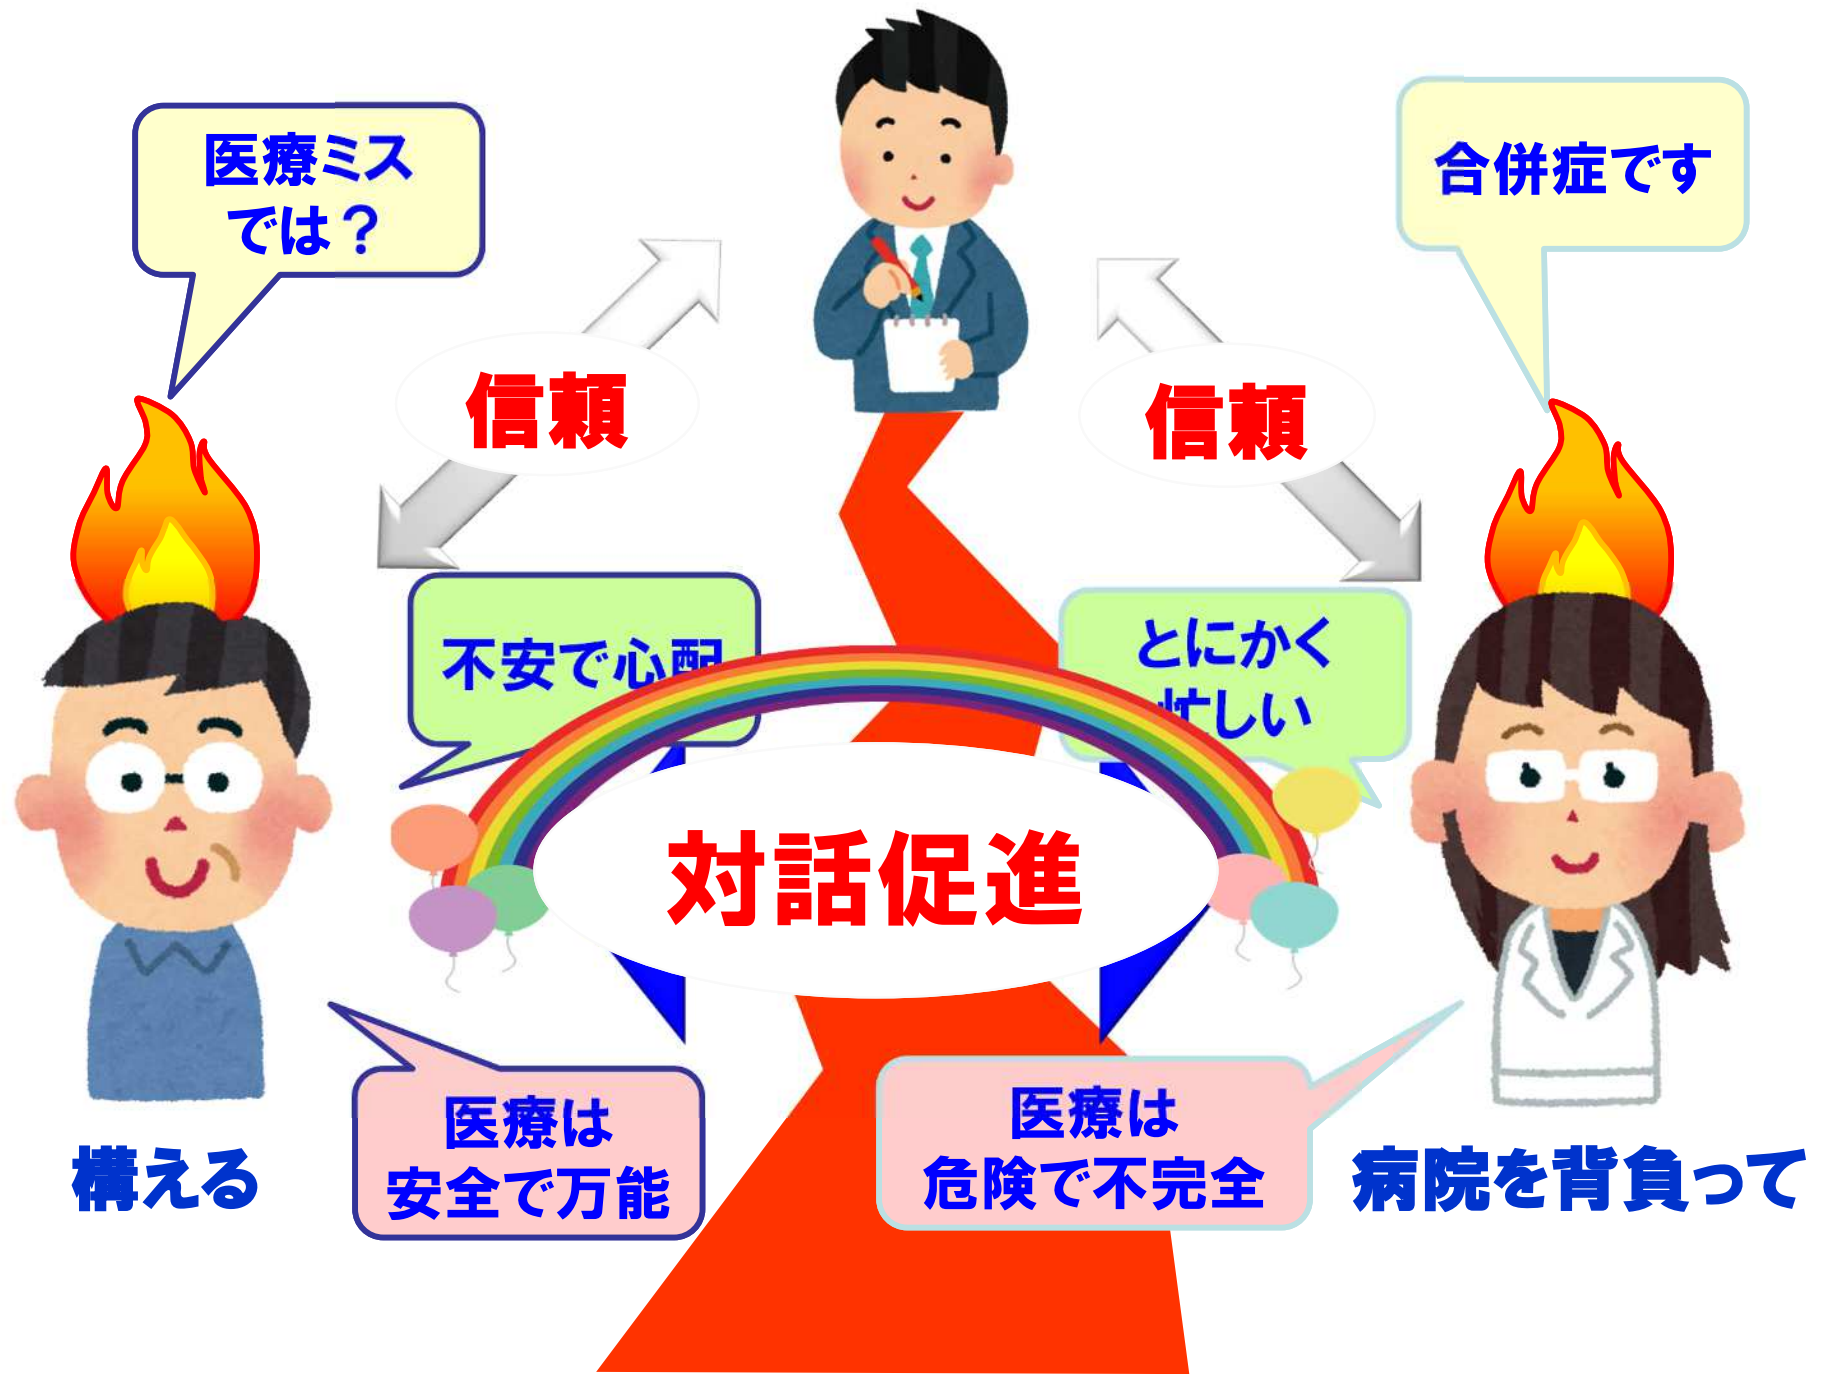 医療ミス
では？
合併症です
信頼
信頼
不安で心配
とにかく
忙しい
対話促進
医療は
安全で万能
医療は
危険で不完全
構える
病院を背負って